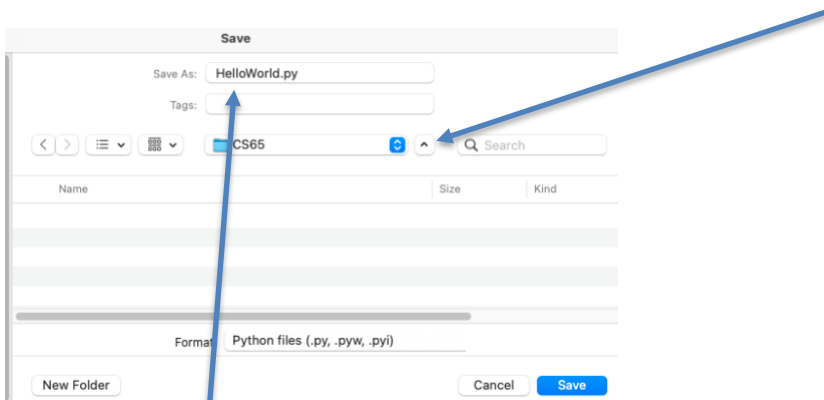 Save
Save As: HelloWorld.py
Tags:
CS65
Search
Name Size Kind
Format Python files (.py, .pyw, .pyi)
New Folder Cancel Save